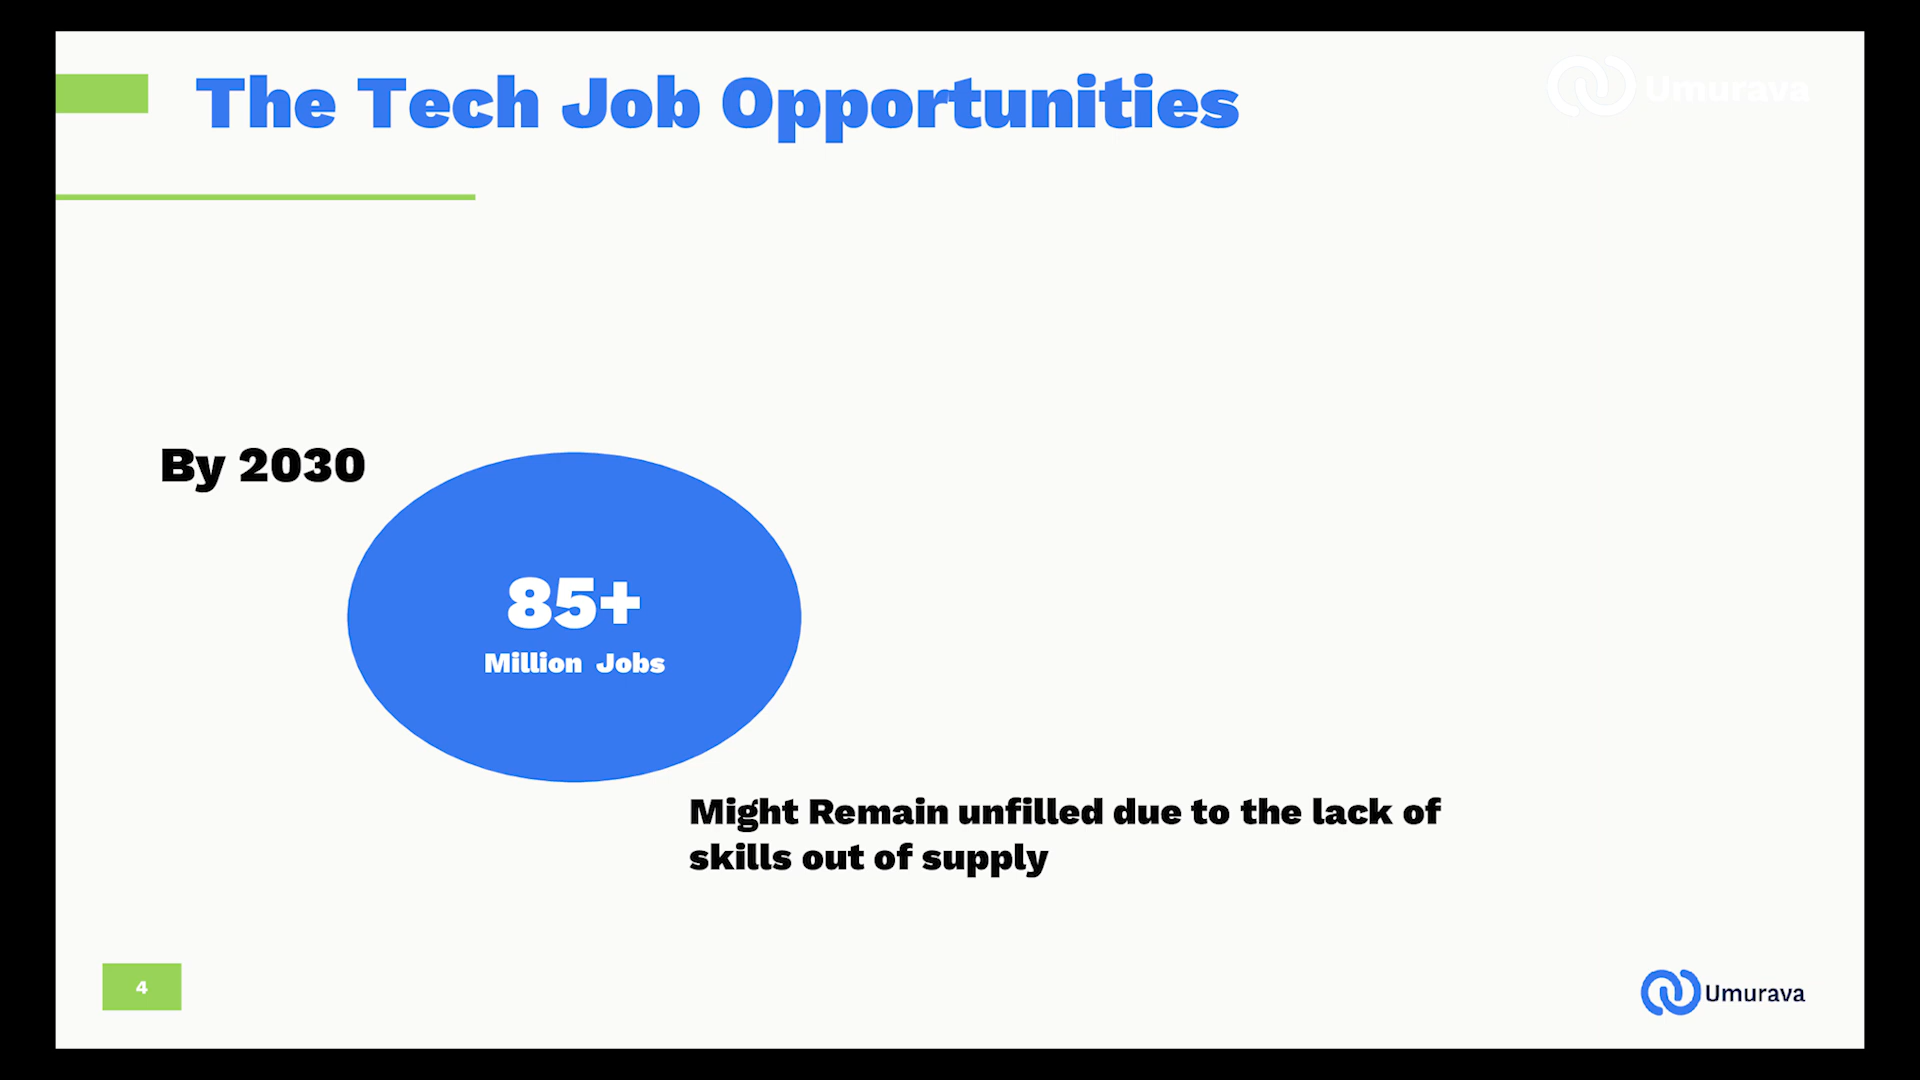 The Tech Job Opportunities
Umurava
By 2030
85+
Million Jobs
Might Remain unfilled due to the lack of
skills out of supply
4
Umurava